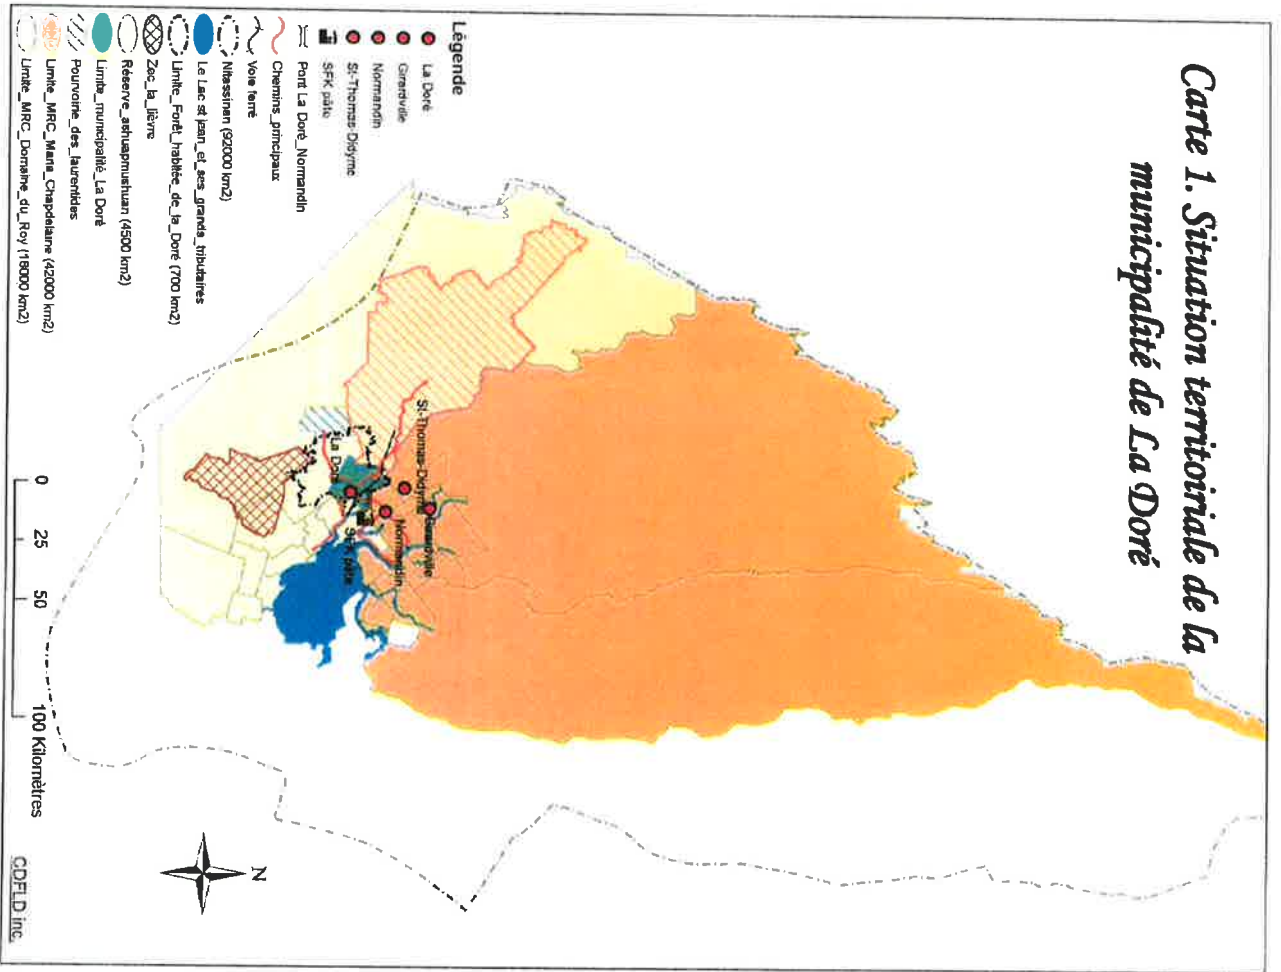 Carte 1. Situation territoiriale de la
municipalité de La Doré
Légende
La Doré
Girardville
Normandin
St-Thomas-Didyme
SFK pâte
Pont La Doré_Normandin
Chemins_principaux
Voie ferré
Nitassinan (92000 km2)
Le Lac st jean_et_ses_grands_tributaires
Limite_Forêt_habitée_de_la_Doré (700 km2)
Zec_la_lièvre
Réserve_ashuapmushuan (4500 km2)
Limite_municipalité_La Doré
Pourvoirie_des_laurentides
Limite_MRC_Maria_Chapdelaine (42000 km2)
Limite_MRC_Domaine_du_Roy (18000 km2)
St-Thomas-Didyme
Girardville
Normandin
La Doré
SFK pâte
0 25 50 100 Kilomètres
N
CDFLD inc.